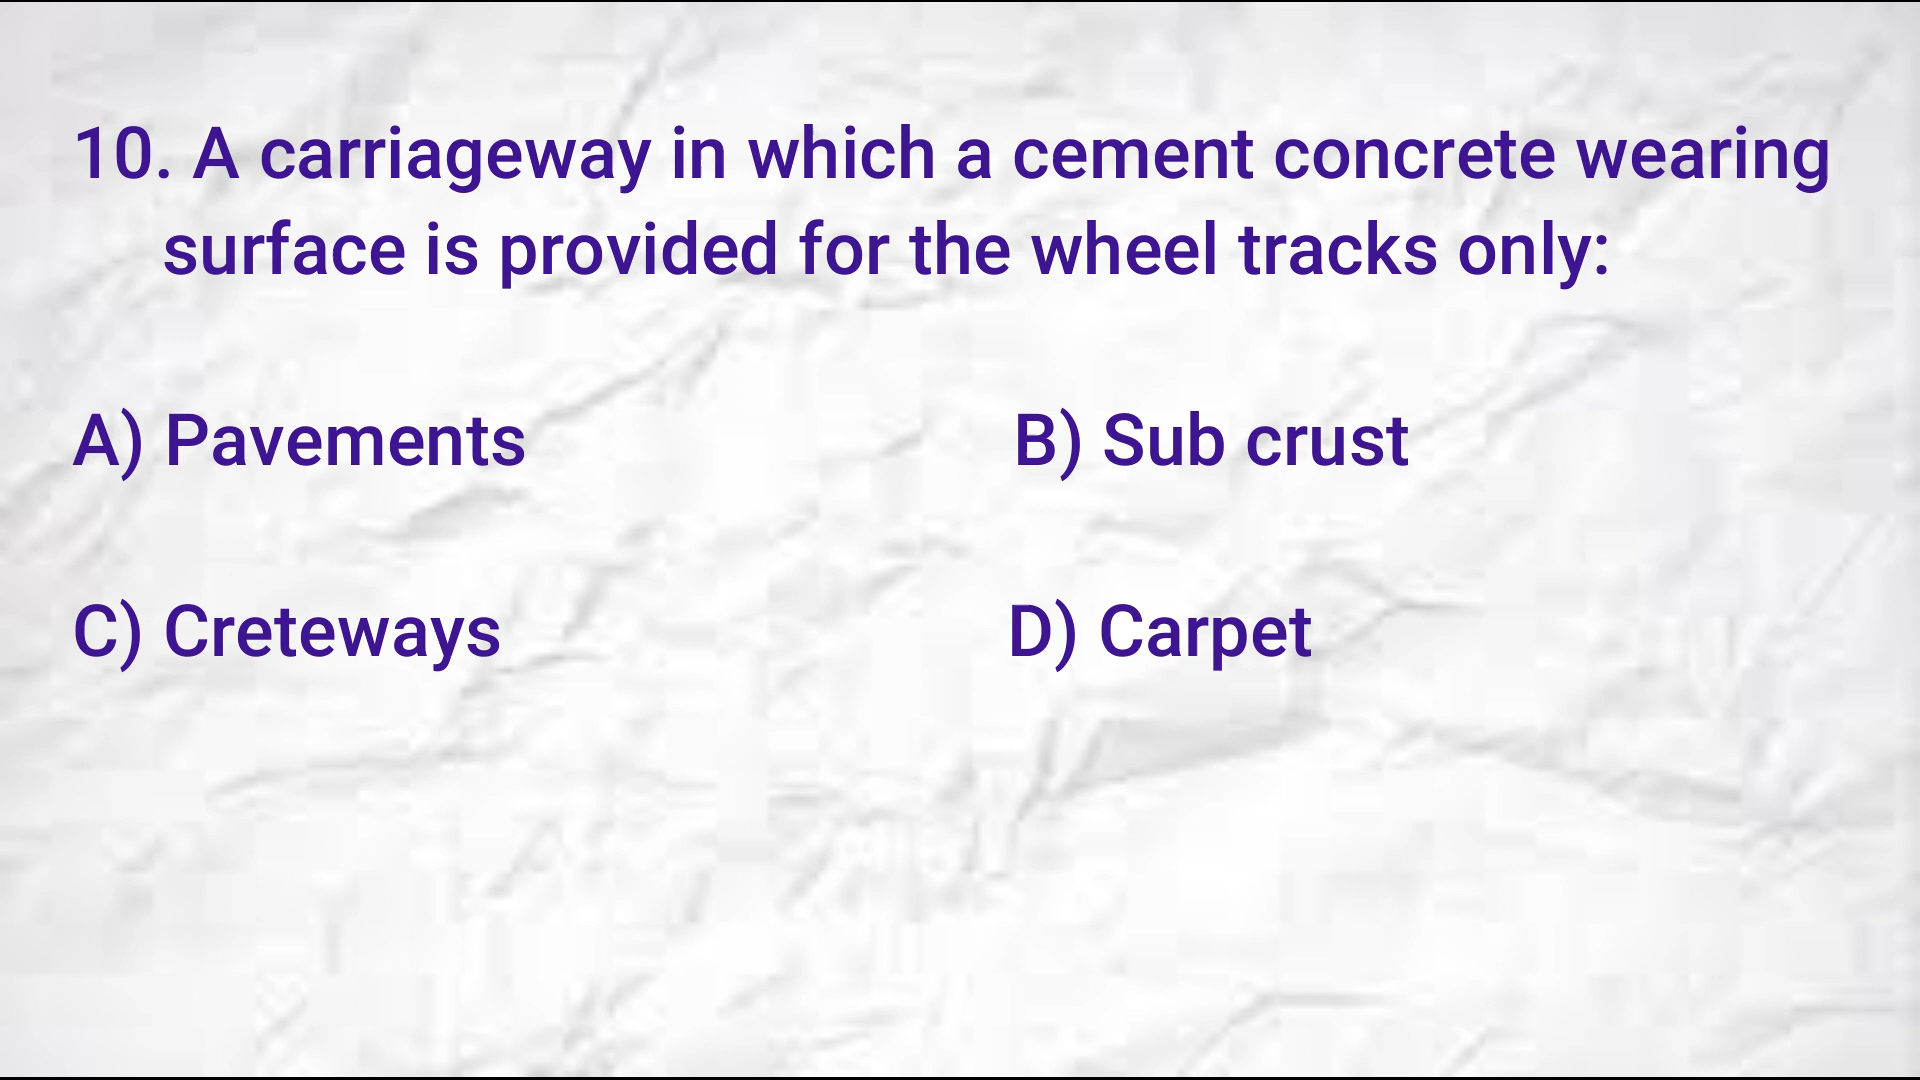 10. A carriageway in which a cement concrete wearing
surface is provided for the wheel tracks only:
A) Pavements B) Sub crust
C) Creteways D) Carpet